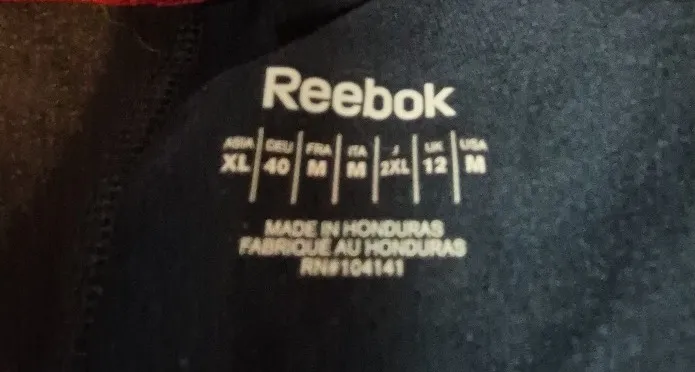 Reebok
ASIA DEU FRA ITA J UK USA
XL 40 M M 2XL 12 M
MADE IN HONDURAS
FABRIQUÉ AU HONDURAS
RN#104141